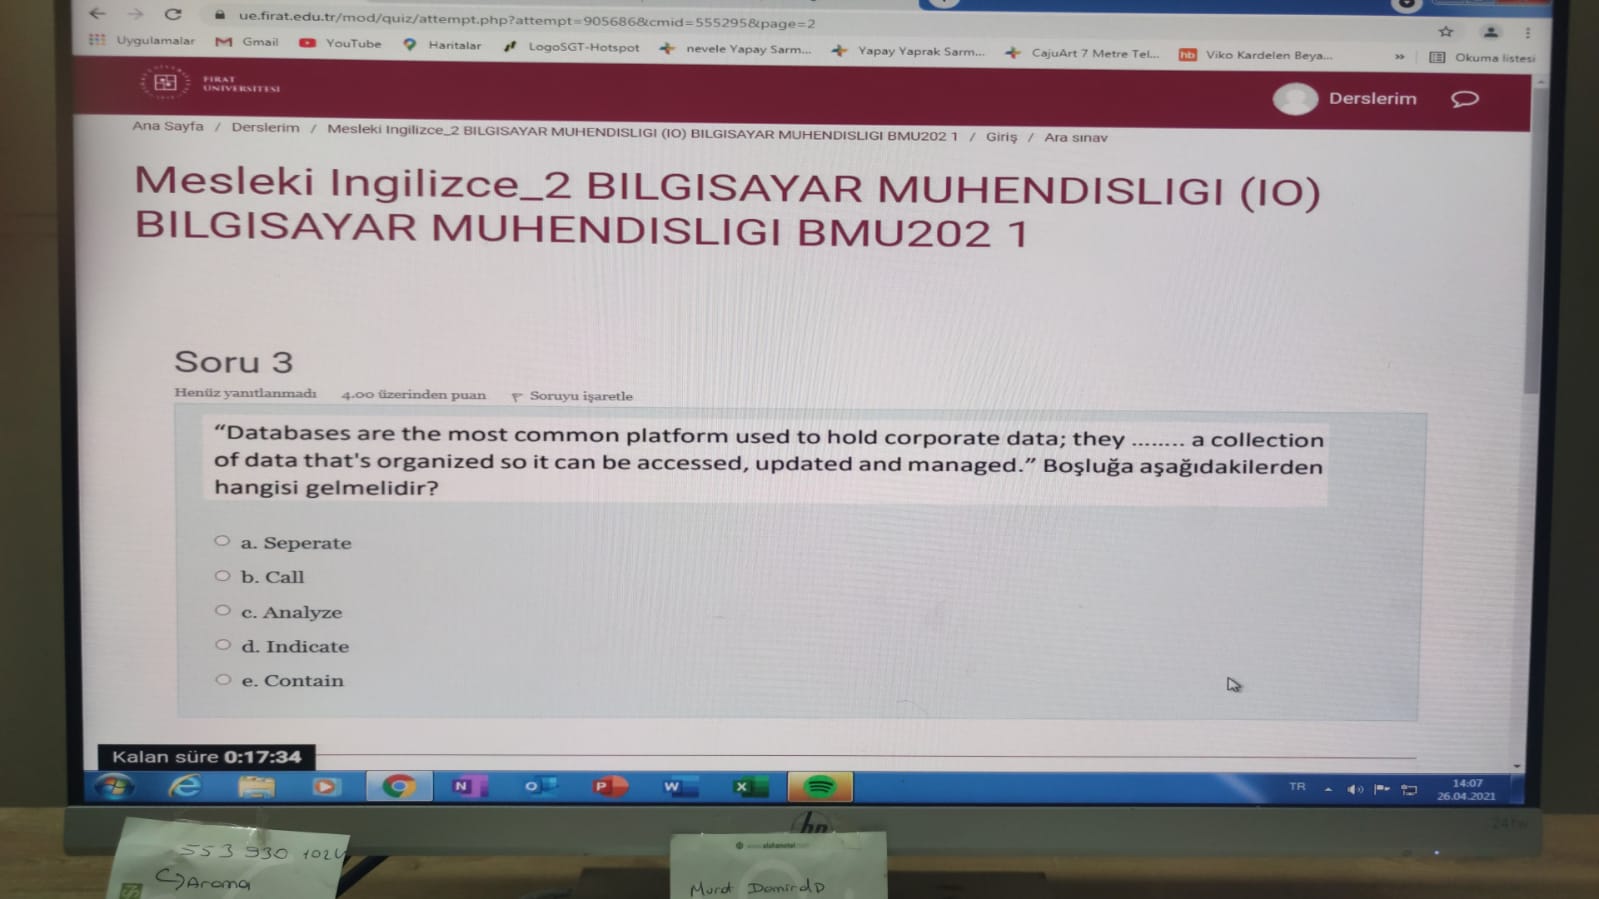 ue.firat.edu.tr/mod/quiz/attempt.php?attempt=905686&cmid=555295&page=2
Uygulamalar Gmail YouTube Haritalar LogoSGT-Hotspot nevele Yapay Sarm... Yapay Yaprak Sarm... CajuArt 7 Metre Tel... hb Viko Kardelen Beya... » Okuma listesi
FIRAT
ÜNİVERSİTESİ
Derslerim
Ana Sayfa / Derslerim / Mesleki Ingilizce_2 BILGISAYAR MUHENDISLIGI (IO) BILGISAYAR MUHENDISLIGI BMU202 1 / Giriş / Ara sınav
Mesleki Ingilizce_2 BILGISAYAR MUHENDISLIGI (IO)
BILGISAYAR MUHENDISLIGI BMU202 1
Soru 3
Henüz yanıtlanmadı 4.00 üzerinden puan Soruyu işaretle
“Databases are the most common platform used to hold corporate data; they ........ a collection
of data that's organized so it can be accessed, updated and managed.” Boşluğa aşağıdakilerden
hangisi gelmelidir?
a. Seperate
b. Call
c. Analyze
d. Indicate
e. Contain
Kalan süre 0:17:34
TR
14:07
26.04.2021
hp
553 930 1024
Arama
Murat